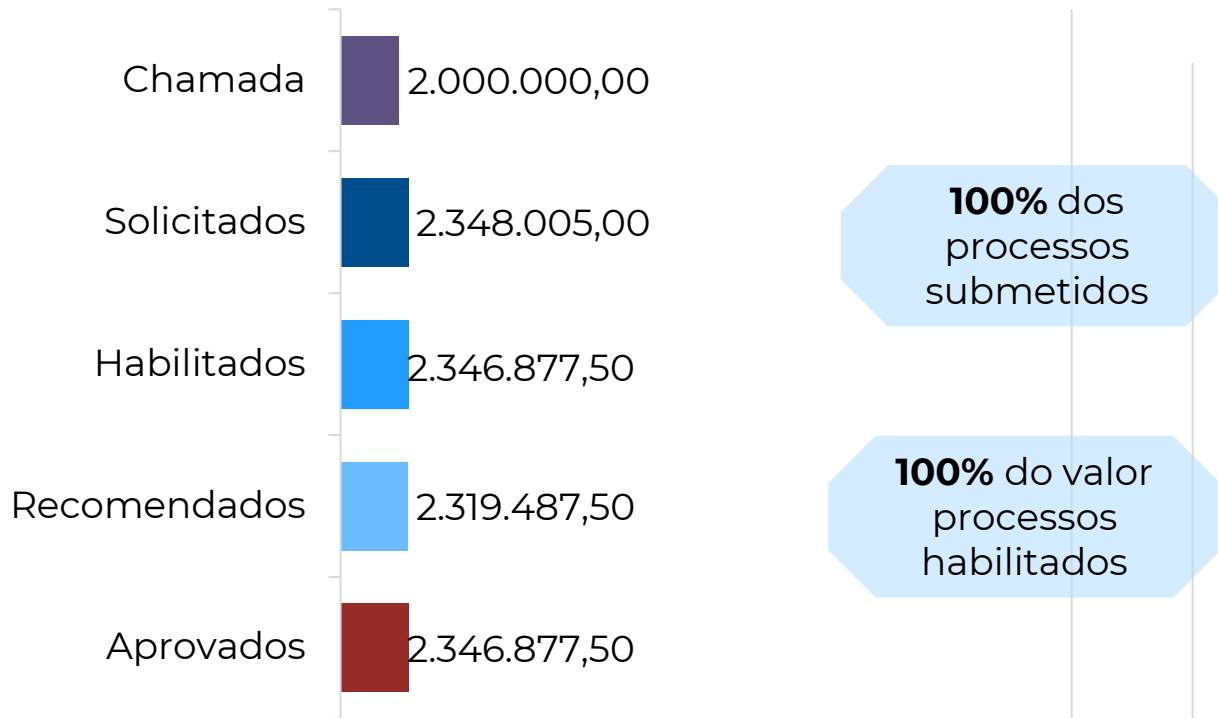 Chamada 2.000.000,00
Solicitados 2.348.005,00
Habilitados 2.346.877,50
Recomendados 2.319.487,50
Aprovados 2.346.877,50
100% dos
processos
submetidos
100% do valor
processos
habilitados